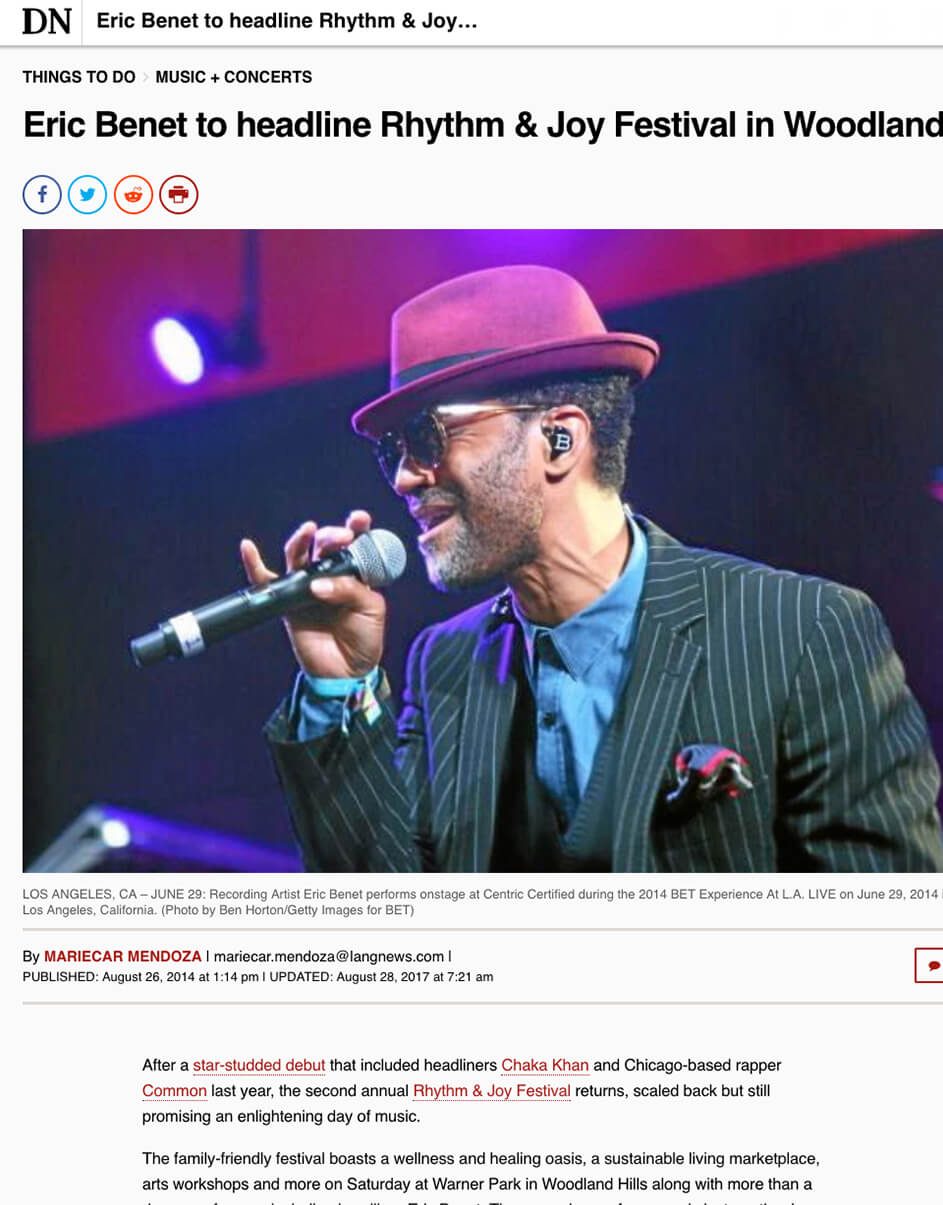 DN Eric Benet to headline Rhythm & Joy…
THINGS TO DO > MUSIC + CONCERTS
Eric Benet to headline Rhythm & Joy Festival in Woodland
B
LOS ANGELES, CA – JUNE 29: Recording Artist Eric Benet performs onstage at Centric Certified during the 2014 BET Experience At L.A. LIVE on June 29, 2014
Los Angeles, California. (Photo by Ben Horton/Getty Images for BET)
By MARIECAR MENDOZA | mariecar.mendoza@langnews.com |
PUBLISHED: August 26, 2014 at 1:14 pm | UPDATED: August 28, 2017 at 7:21 am
After a star-studded debut that included headliners Chaka Khan and Chicago-based rapper
Common last year, the second annual Rhythm & Joy Festival returns, scaled back but still
promising an enlightening day of music.
The family-friendly festival boasts a wellness and healing oasis, a sustainable living marketplace,
arts workshops and more on Saturday at Warner Park in Woodland Hills along with more than a